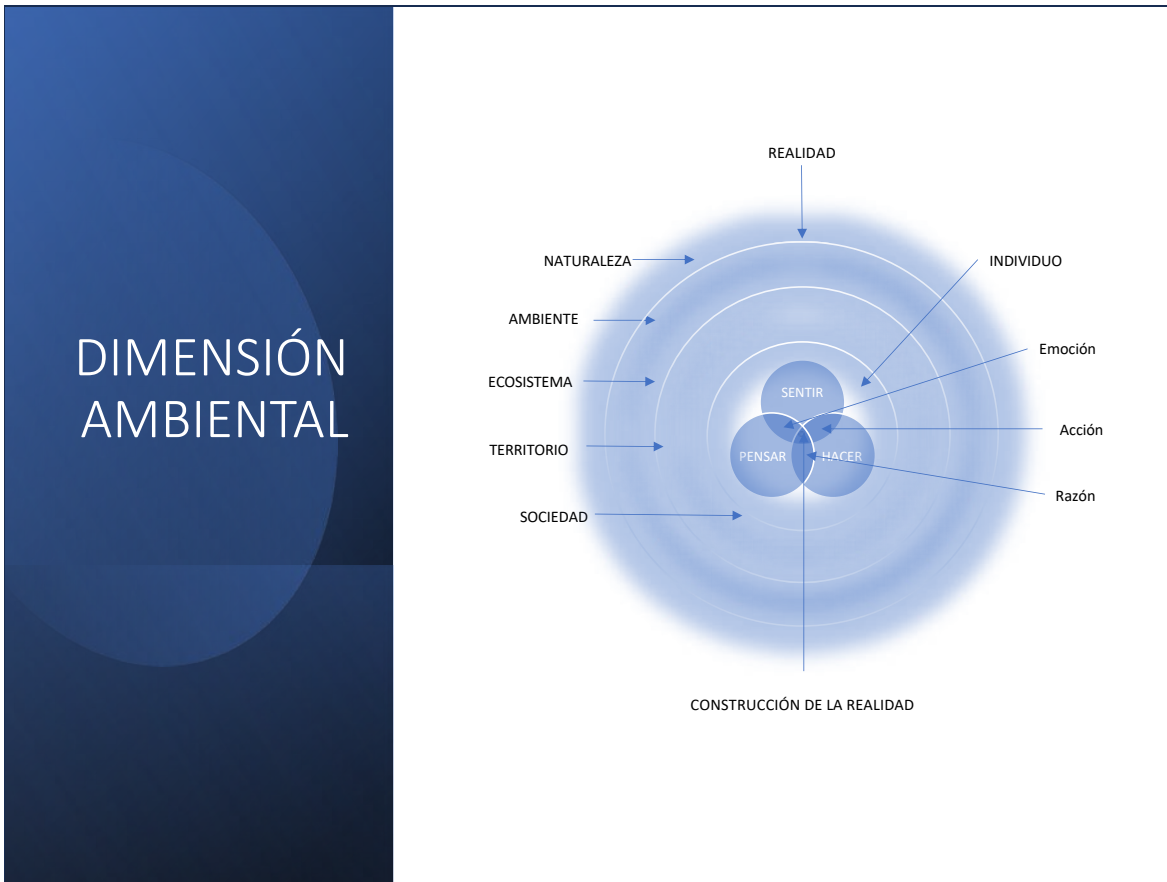 DIMENSIÓN
AMBIENTAL
REALIDAD
NATURALEZA
INDIVIDUO
AMBIENTE
Emoción
ECOSISTEMA
SENTIR
Acción
TERRITORIO
PENSAR
HACER
Razón
SOCIEDAD
CONSTRUCCIÓN DE LA REALIDAD